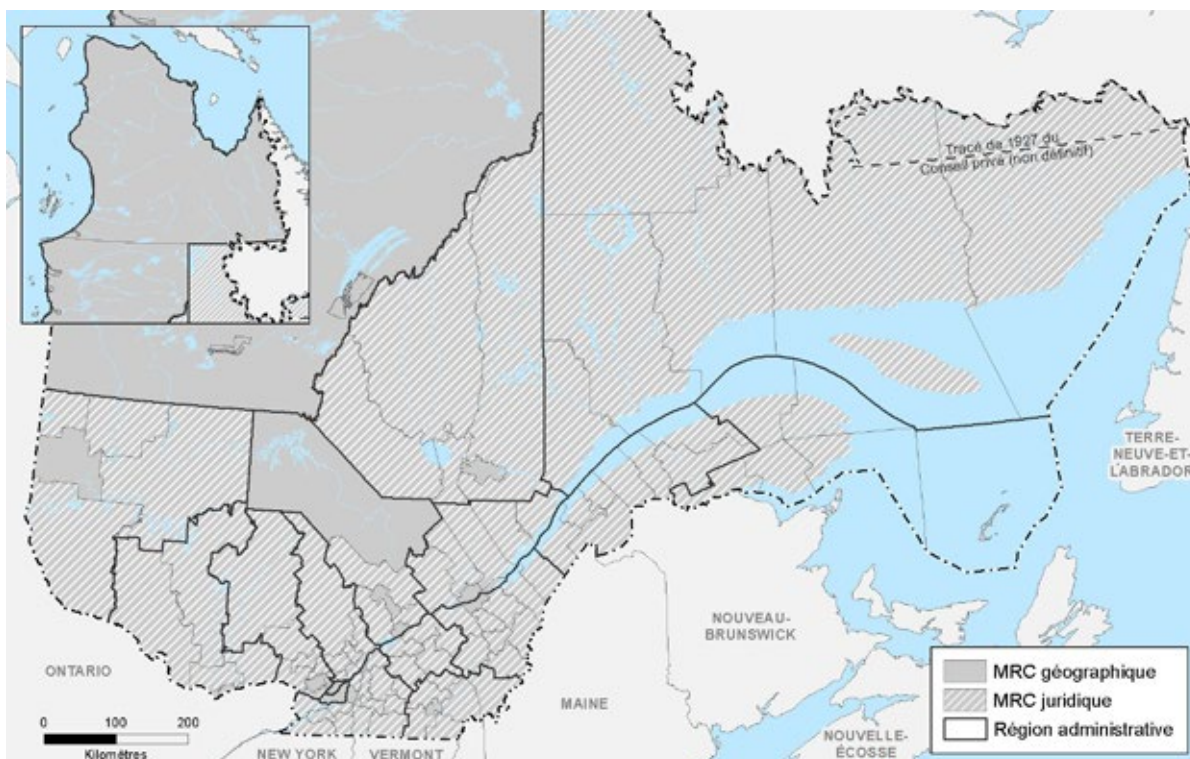 Tracé de 1927 du
Conseil privé (non définitif)
TERRE-
NEUVE-ET-
LABRADOR
NOUVEAU-
BRUNSWICK
ONTARIO
MAINE
NEW YORK
VERMONT
NOUVELLE-
ÉCOSSE
0 100 200
Kilomètres
MRC géographique
MRC juridique
Région administrative